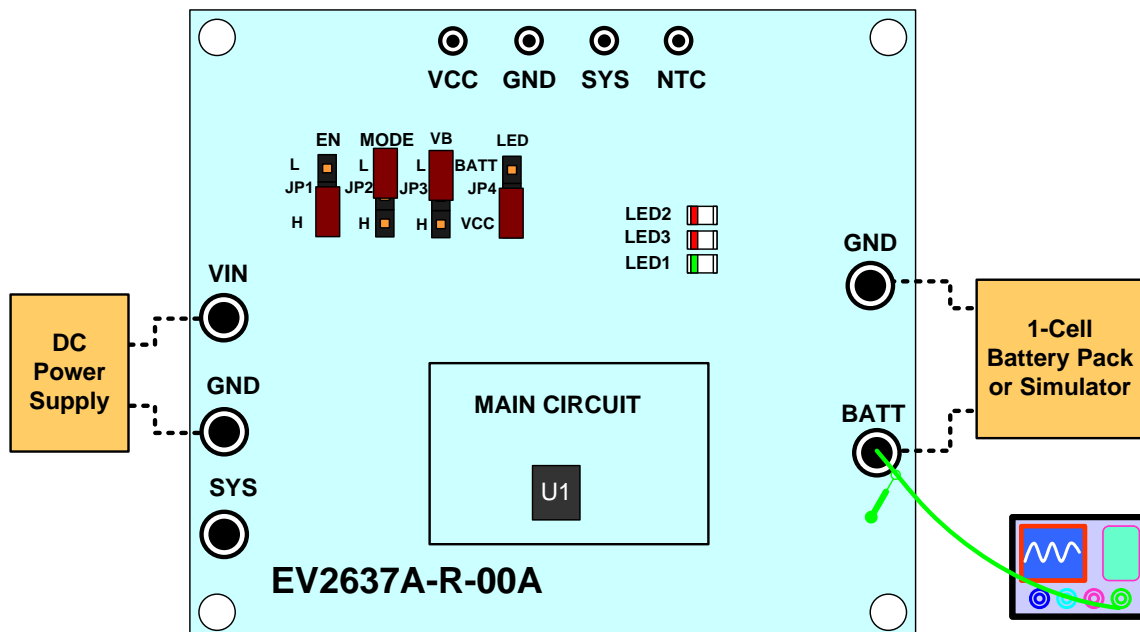 VCC GND SYS NTC
EN MODE VB LED
L L L BATT
JP1 JP2 JP3 JP4
H H H VCC
LED2
LED3
LED1
VIN
GND
SYS
DC
Power
Supply
MAIN CIRCUIT
U1
EV2637A-R-00A
GND
BATT
1-Cell
Battery Pack
or Simulator